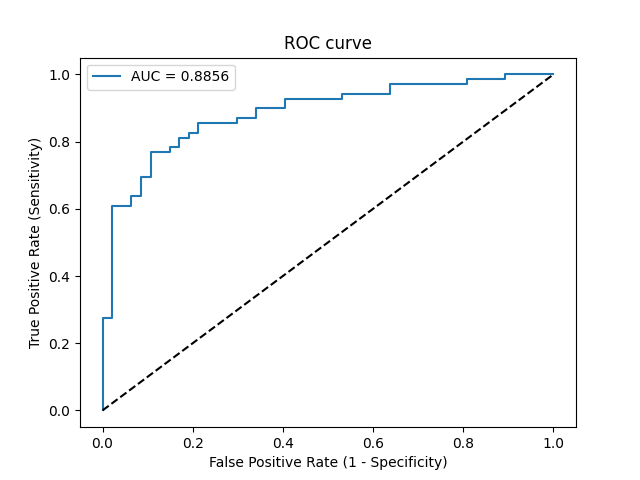 ROC curve
AUC = 0.8856
True Positive Rate (Sensitivity)
1.0
0.8
0.6
0.4
0.2
0.0
0.0 0.2 0.4 0.6 0.8 1.0
False Positive Rate (1 - Specificity)